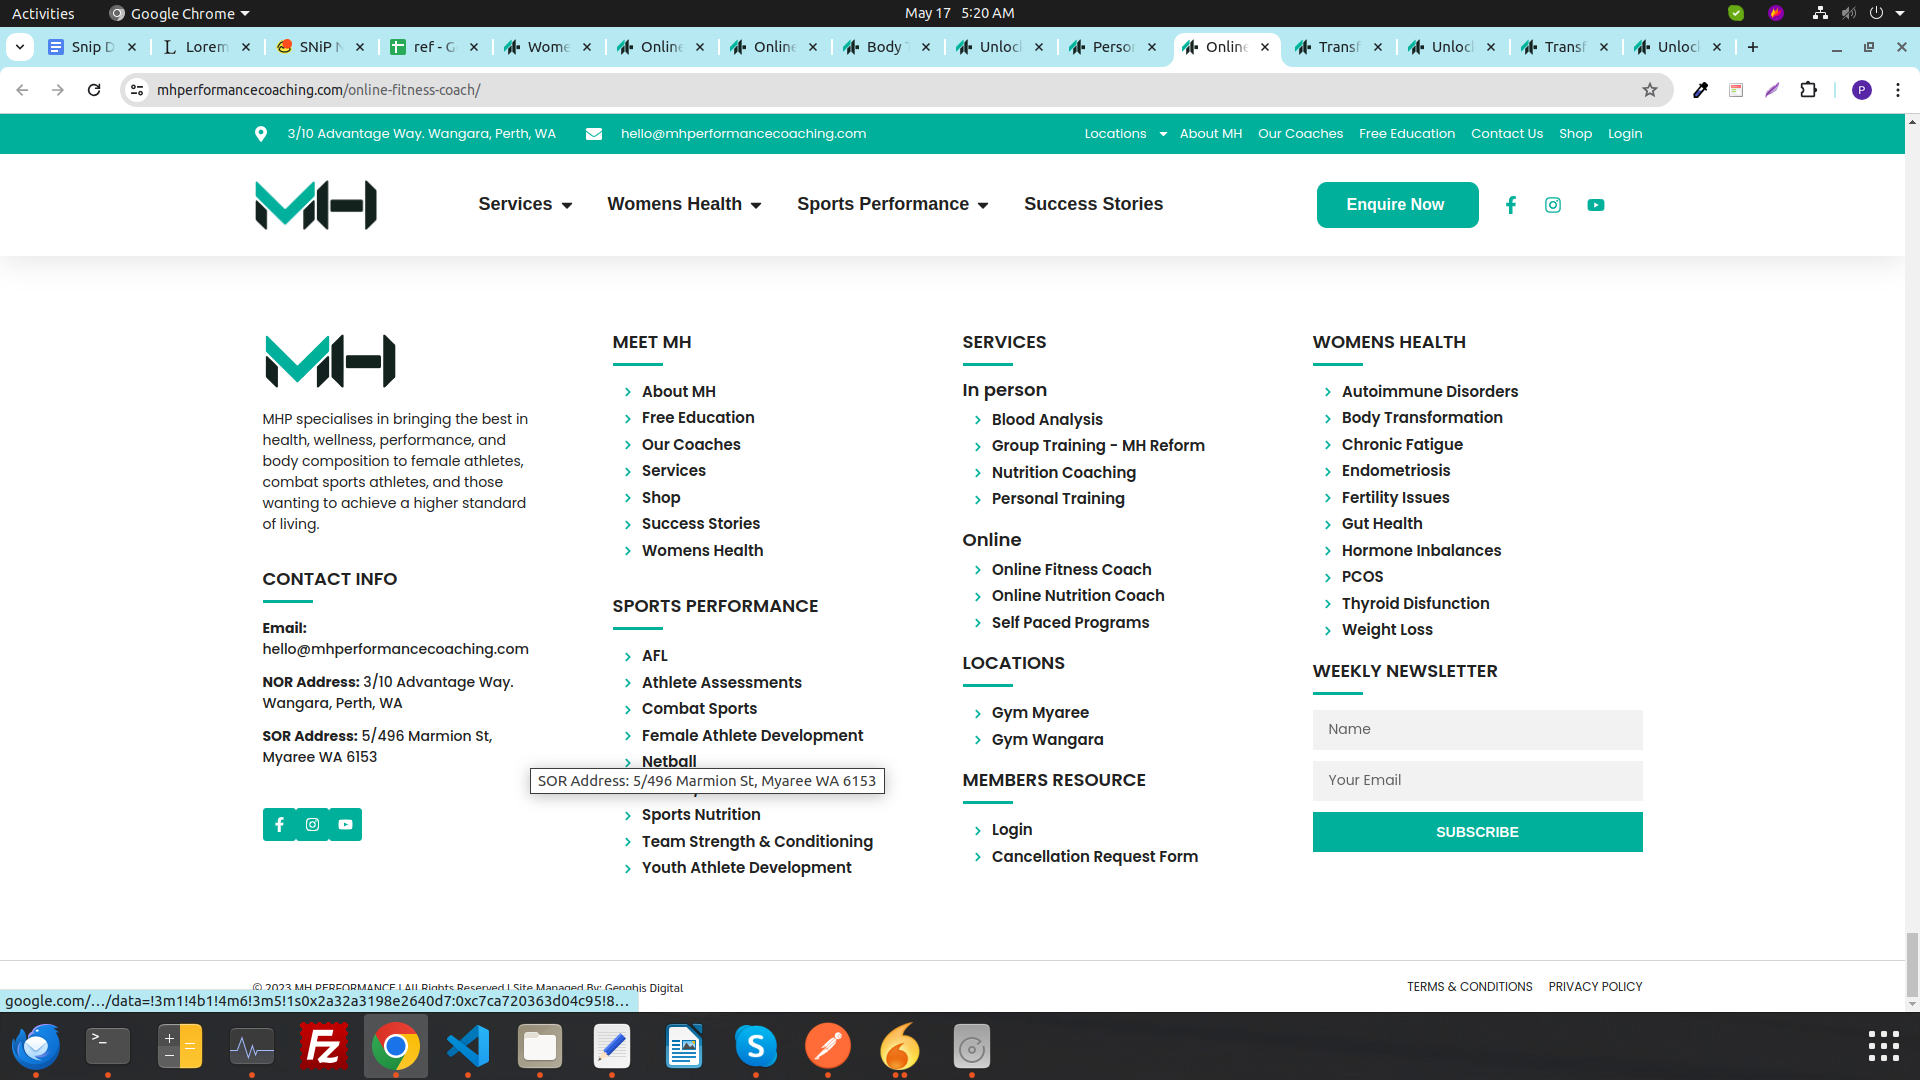 Activities
Google Chrome
May 17 5:20 AM
Snip D
Lorem
SNiP N
ref - G
Wome
Online
Online
Body T
Unlock
Person
Online
Transf
Unlock
Transf
Unlock
mhperformancecoaching.com/online-fitness-coach/
P
3/10 Advantage Way. Wangara, Perth, WA
hello@mhperformancecoaching.com
Locations
About MH
Our Coaches
Free Education
Contact Us
Shop
Login
MH
Services
Womens Health
Sports Performance
Success Stories
Enquire Now
MH
MHP specialises in bringing the best in
health, wellness, performance, and
body composition to female athletes,
combat sports athletes, and those
wanting to achieve a higher standard
of living.
CONTACT INFO
Email:
hello@mhperformancecoaching.com
NOR Address: 3/10 Advantage Way.
Wangara, Perth, WA
SOR Address: 5/496 Marmion St,
Myaree WA 6153
MEET MH
About MH
Free Education
Our Coaches
Services
Shop
Success Stories
Womens Health
SPORTS PERFORMANCE
AFL
Athlete Assessments
Combat Sports
Female Athlete Development
Netball
SOR Address: 5/496 Marmion St, Myaree WA 6153
Sports Nutrition
Team Strength & Conditioning
Youth Athlete Development
SERVICES
In person
Blood Analysis
Group Training - MH Reform
Nutrition Coaching
Personal Training
Online
Online Fitness Coach
Online Nutrition Coach
Self Paced Programs
LOCATIONS
Gym Myaree
Gym Wangara
MEMBERS RESOURCE
Login
Cancellation Request Form
WOMENS HEALTH
Autoimmune Disorders
Body Transformation
Chronic Fatigue
Endometriosis
Fertility Issues
Gut Health
Hormone Inbalances
PCOS
Thyroid Disfunction
Weight Loss
WEEKLY NEWSLETTER
Name
Your Email
SUBSCRIBE
© 2023 MH PERFORMANCE | All Rights Reserved | Site Managed By: Genghis Digital
TERMS & CONDITIONS
PRIVACY POLICY
google.com/…/data=!3m1!4b1!4m6!3m5!1s0x2a32a3198e2640d7:0xc7ca720363d04c95!8…